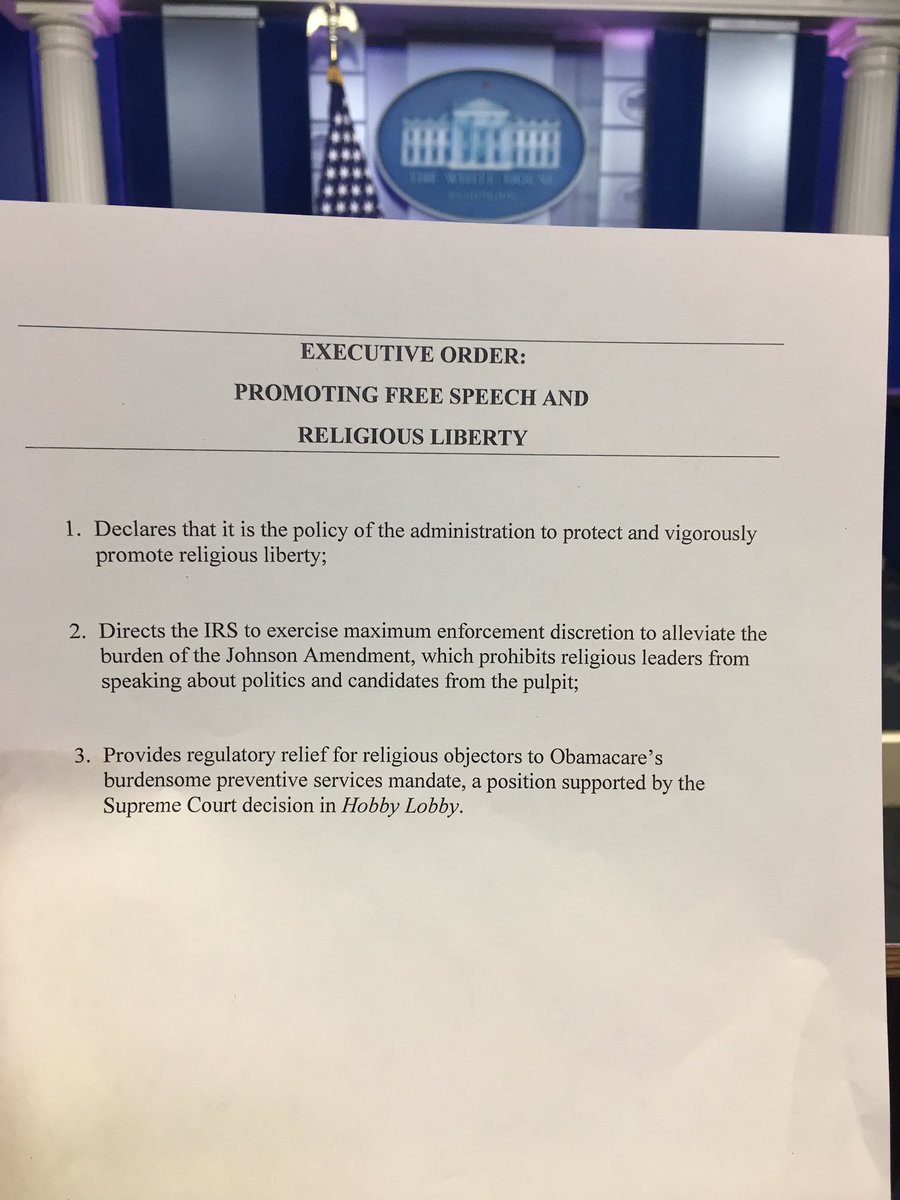 THE WHITE HOUSE
EXECUTIVE ORDER:
PROMOTING FREE SPEECH AND
RELIGIOUS LIBERTY
1. Declares that it is the policy of the administration to protect and vigorously
promote religious liberty;
2. Directs the IRS to exercise maximum enforcement discretion to alleviate the
burden of the Johnson Amendment, which prohibits religious leaders from
speaking about politics and candidates from the pulpit;
3. Provides regulatory relief for religious objectors to Obamacare’s
burdensome preventive services mandate, a position supported by the
Supreme Court decision in Hobby Lobby.